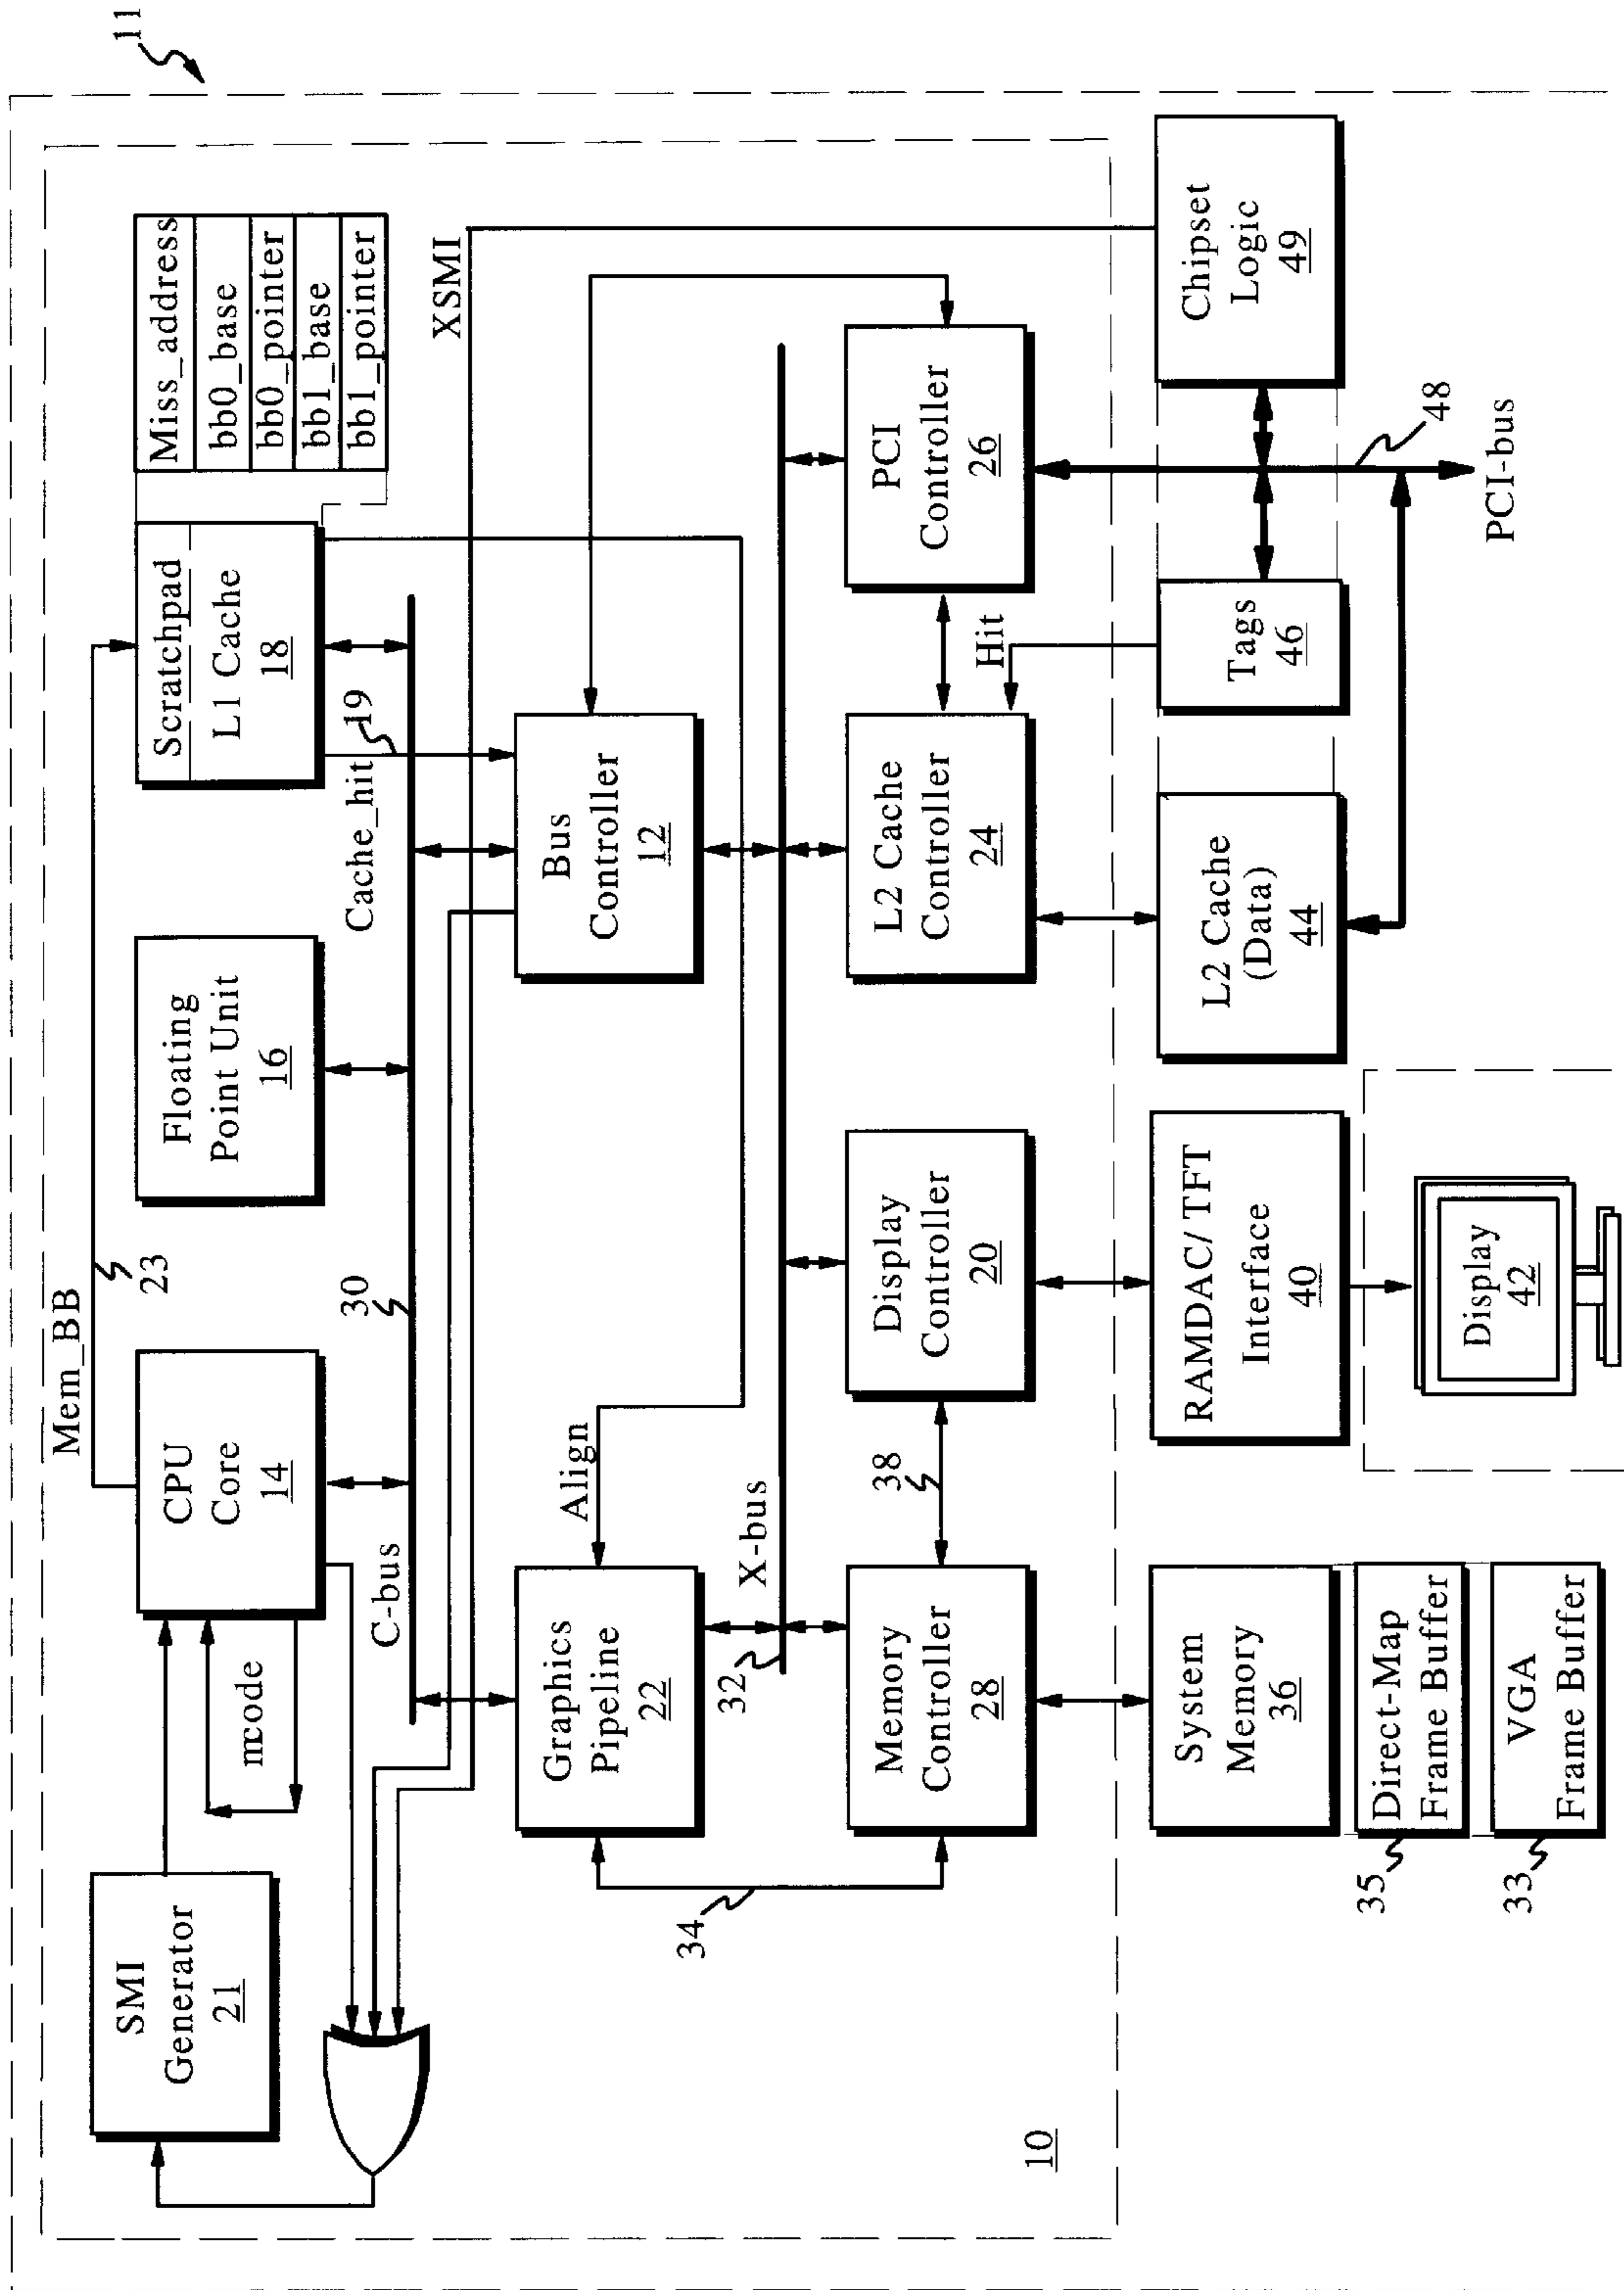 11
Mem_BB
23
SMI
Generator
21
mcode
CPU
Core
14
Floating
Point Unit
16
Scratchpad
L1 Cache
18
Miss_address
bb0_base
bb0_pointer
bb1_base
bb1_pointer
C-bus
30
Cache_hit
19
XSMI
Align
Graphics
Pipeline
22
Bus
Controller
12
32
X-bus
34
Memory
Controller
28
38
Display
Controller
20
L2 Cache
Controller
24
Hit
PCI
Controller
26
10
System
Memory
36
RAMDAC/TFT
Interface
40
L2 Cache
(Data)
44
Tags
46
Chipset
Logic
49
35
Direct-Map
Frame Buffer
33
VGA
Frame Buffer
Display
42
48
PCI-bus